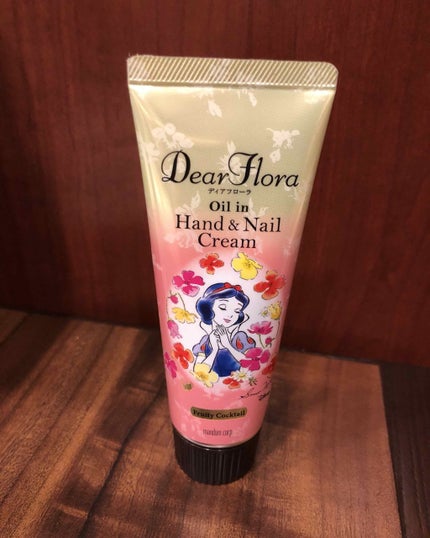 Dear Flora
ディアフローラ
Oil in
Hand & Nail
Cream
Fruity Cocktail
mandom corp.